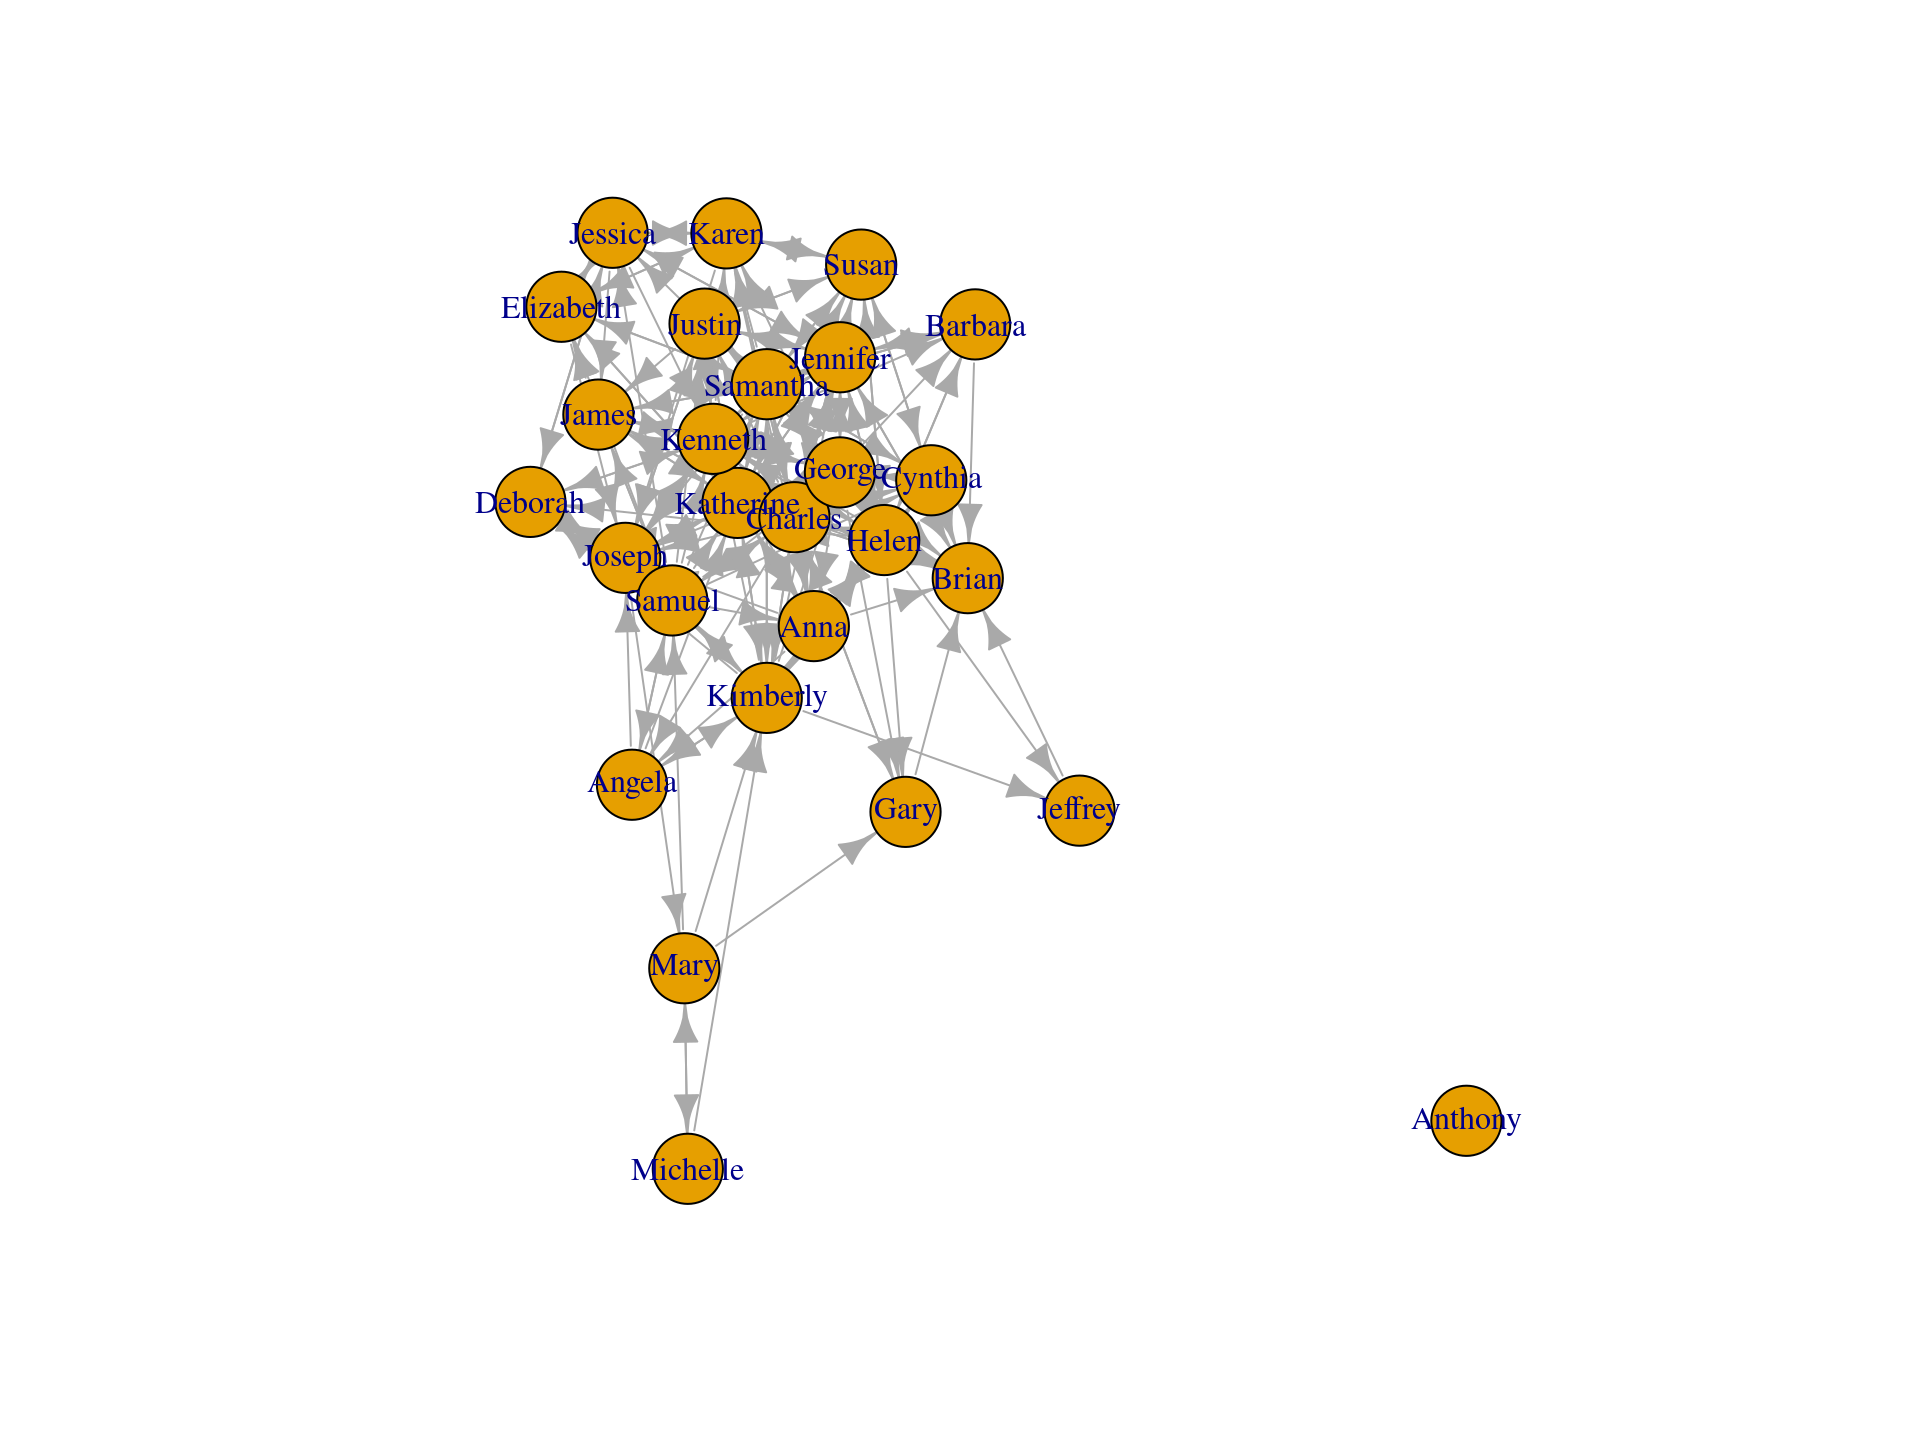 Jessica
Karen
Susan
Elizabeth
Justin
Barbara
Jennifer
Samantha
James
Kenneth
George
Cynthia
Deborah
Katherine
Charles
Helen
Joseph
Brian
Samuel
Anna
Kimberly
Angela
Gary
Jeffrey
Mary
Anthony
Michelle